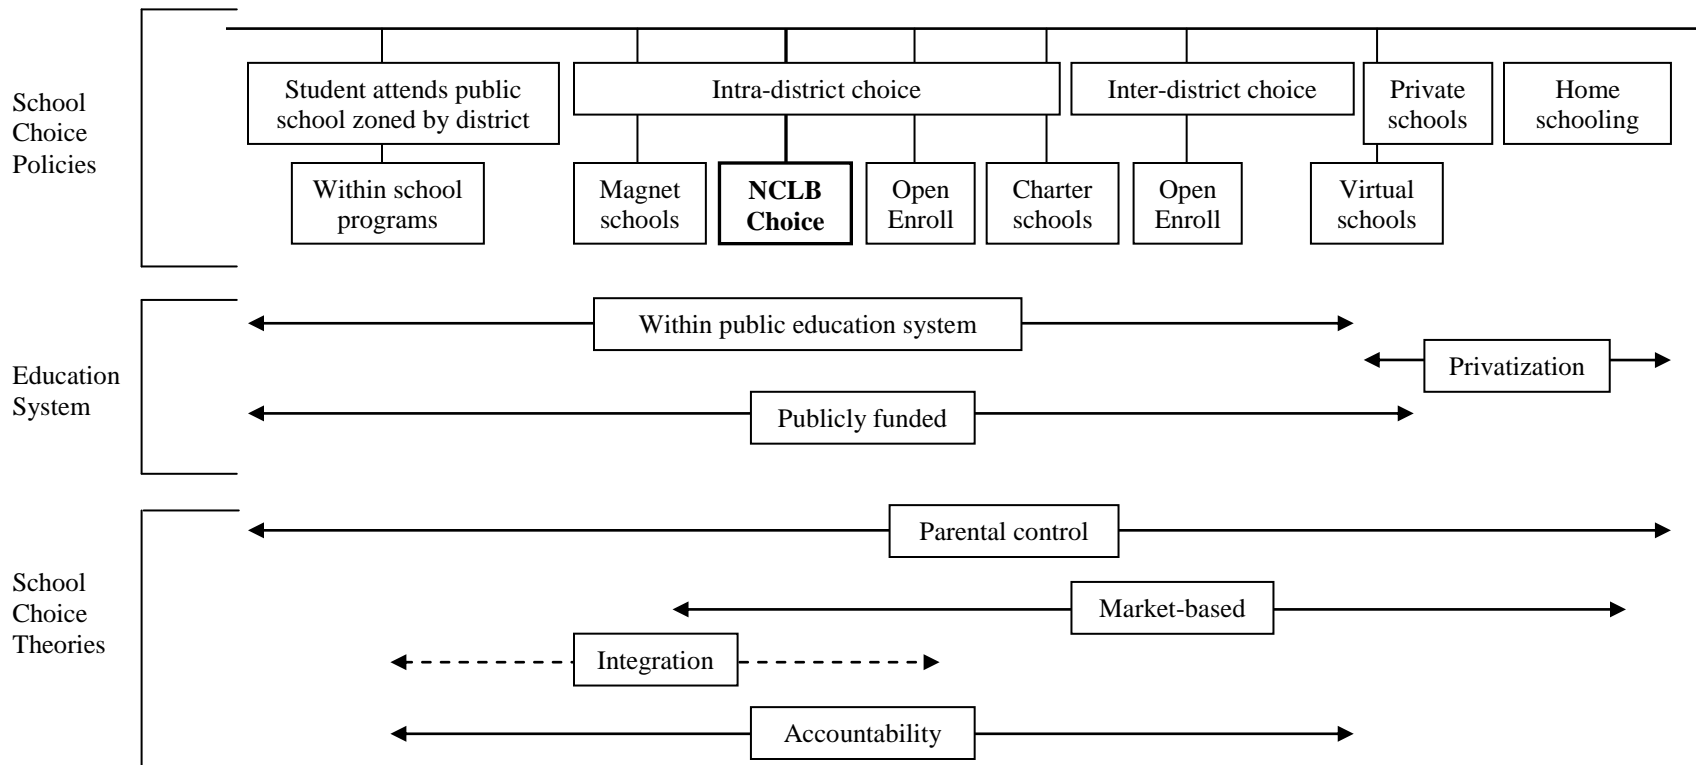 School
Choice
Policies
Student attends public
school zoned by district
Intra-district choice
Inter-district choice
Private
schools
Home
schooling
Within school
programs
Magnet
schools
NCLB
Choice
Open
Enroll
Charter
schools
Open
Enroll
Virtual
schools
Education
System
Within public education system
Privatization
Publicly funded
School
Choice
Theories
Parental control
Market-based
Integration
Accountability